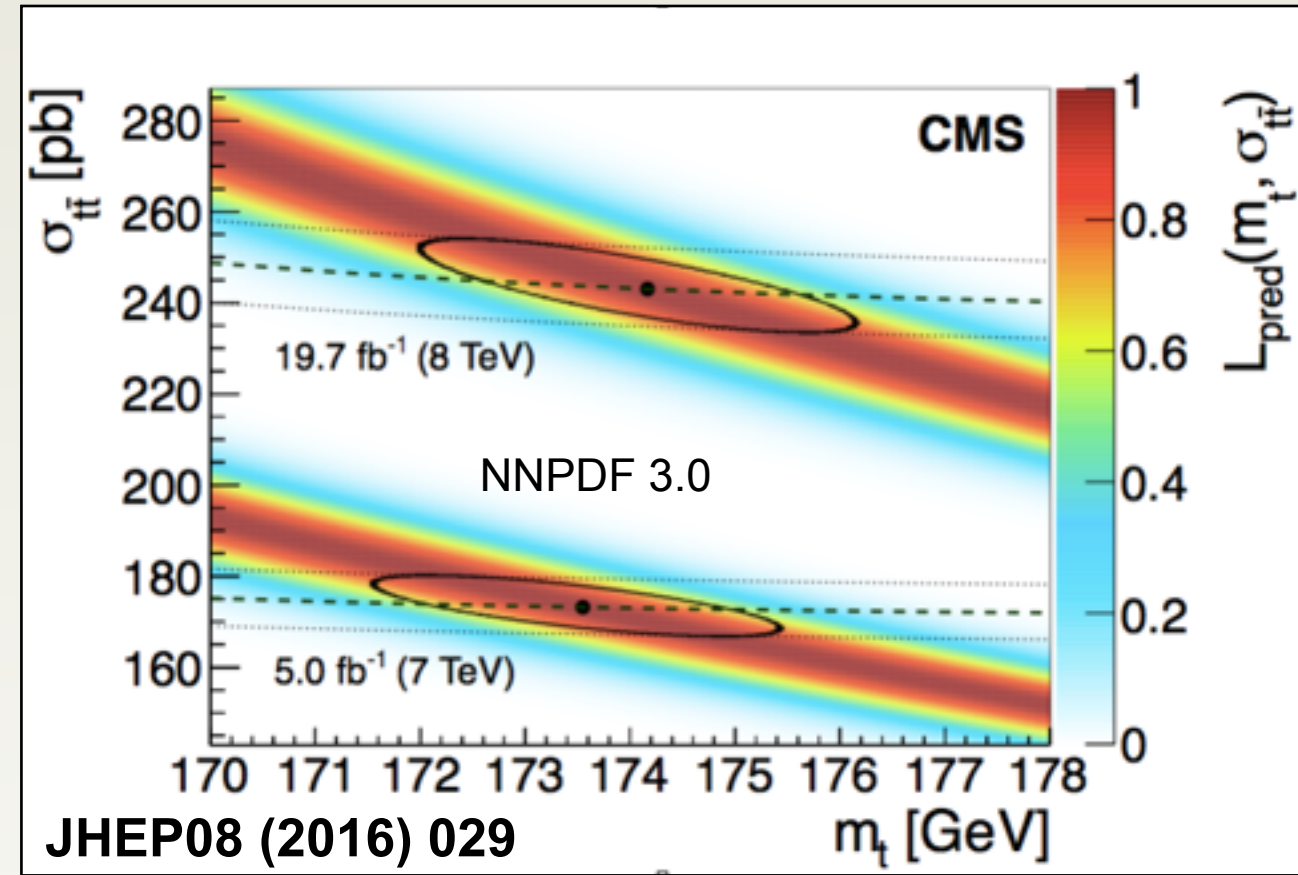 σtt̄ [pb]
280
260
240
220
200
180
160
CMS
19.7 fb-1 (8 TeV)
NNPDF 3.0
5.0 fb-1 (7 TeV)
170 171 172 173 174 175 176 177 178
mt [GeV]
1
0.8
0.6
0.4
0.2
0
Lpred(mt, σtt̄)
JHEP08 (2016) 029